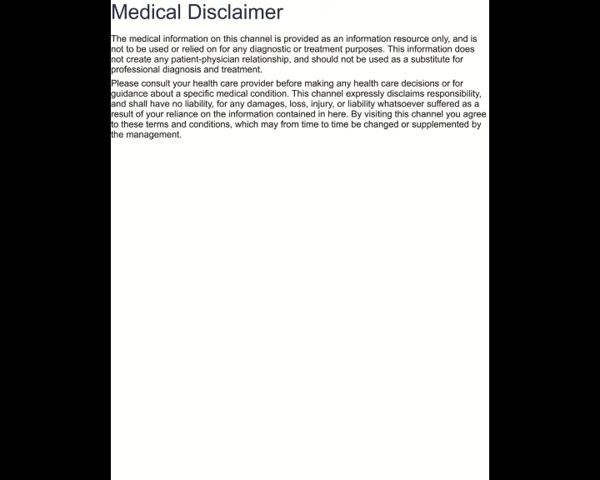 Medical Disclaimer
The medical information on this channel is provided as an information resource only, and is
not to be used or relied on for any diagnostic or treatment purposes. This information does
not create any patient-physician relationship, and should not be used as a substitute for
professional diagnosis and treatment.
Please consult your health care provider before making any health care decisions or for
guidance about a specific medical condition. This channel expressly disclaims responsibility,
and shall have no liability, for any damages, loss, injury, or liability whatsoever suffered as a
result of your reliance on the information contained in here. By visiting this channel you agree
to these terms and conditions, which may from time to time be changed or supplemented by
the management.